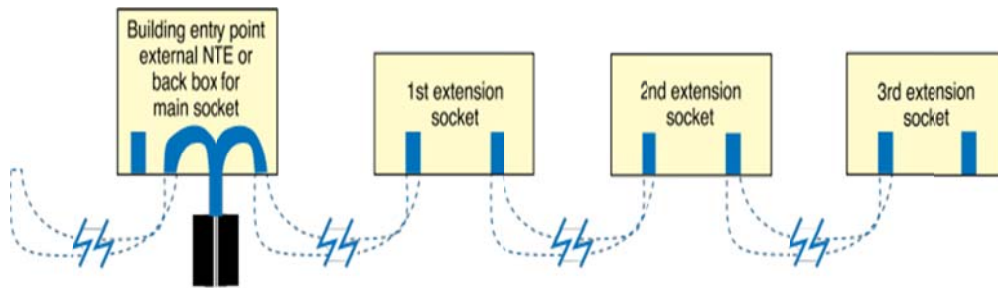 Building entry point
external NTE or
back box for
main socket
1st extension
socket
2nd extension
socket
3rd extension
socket